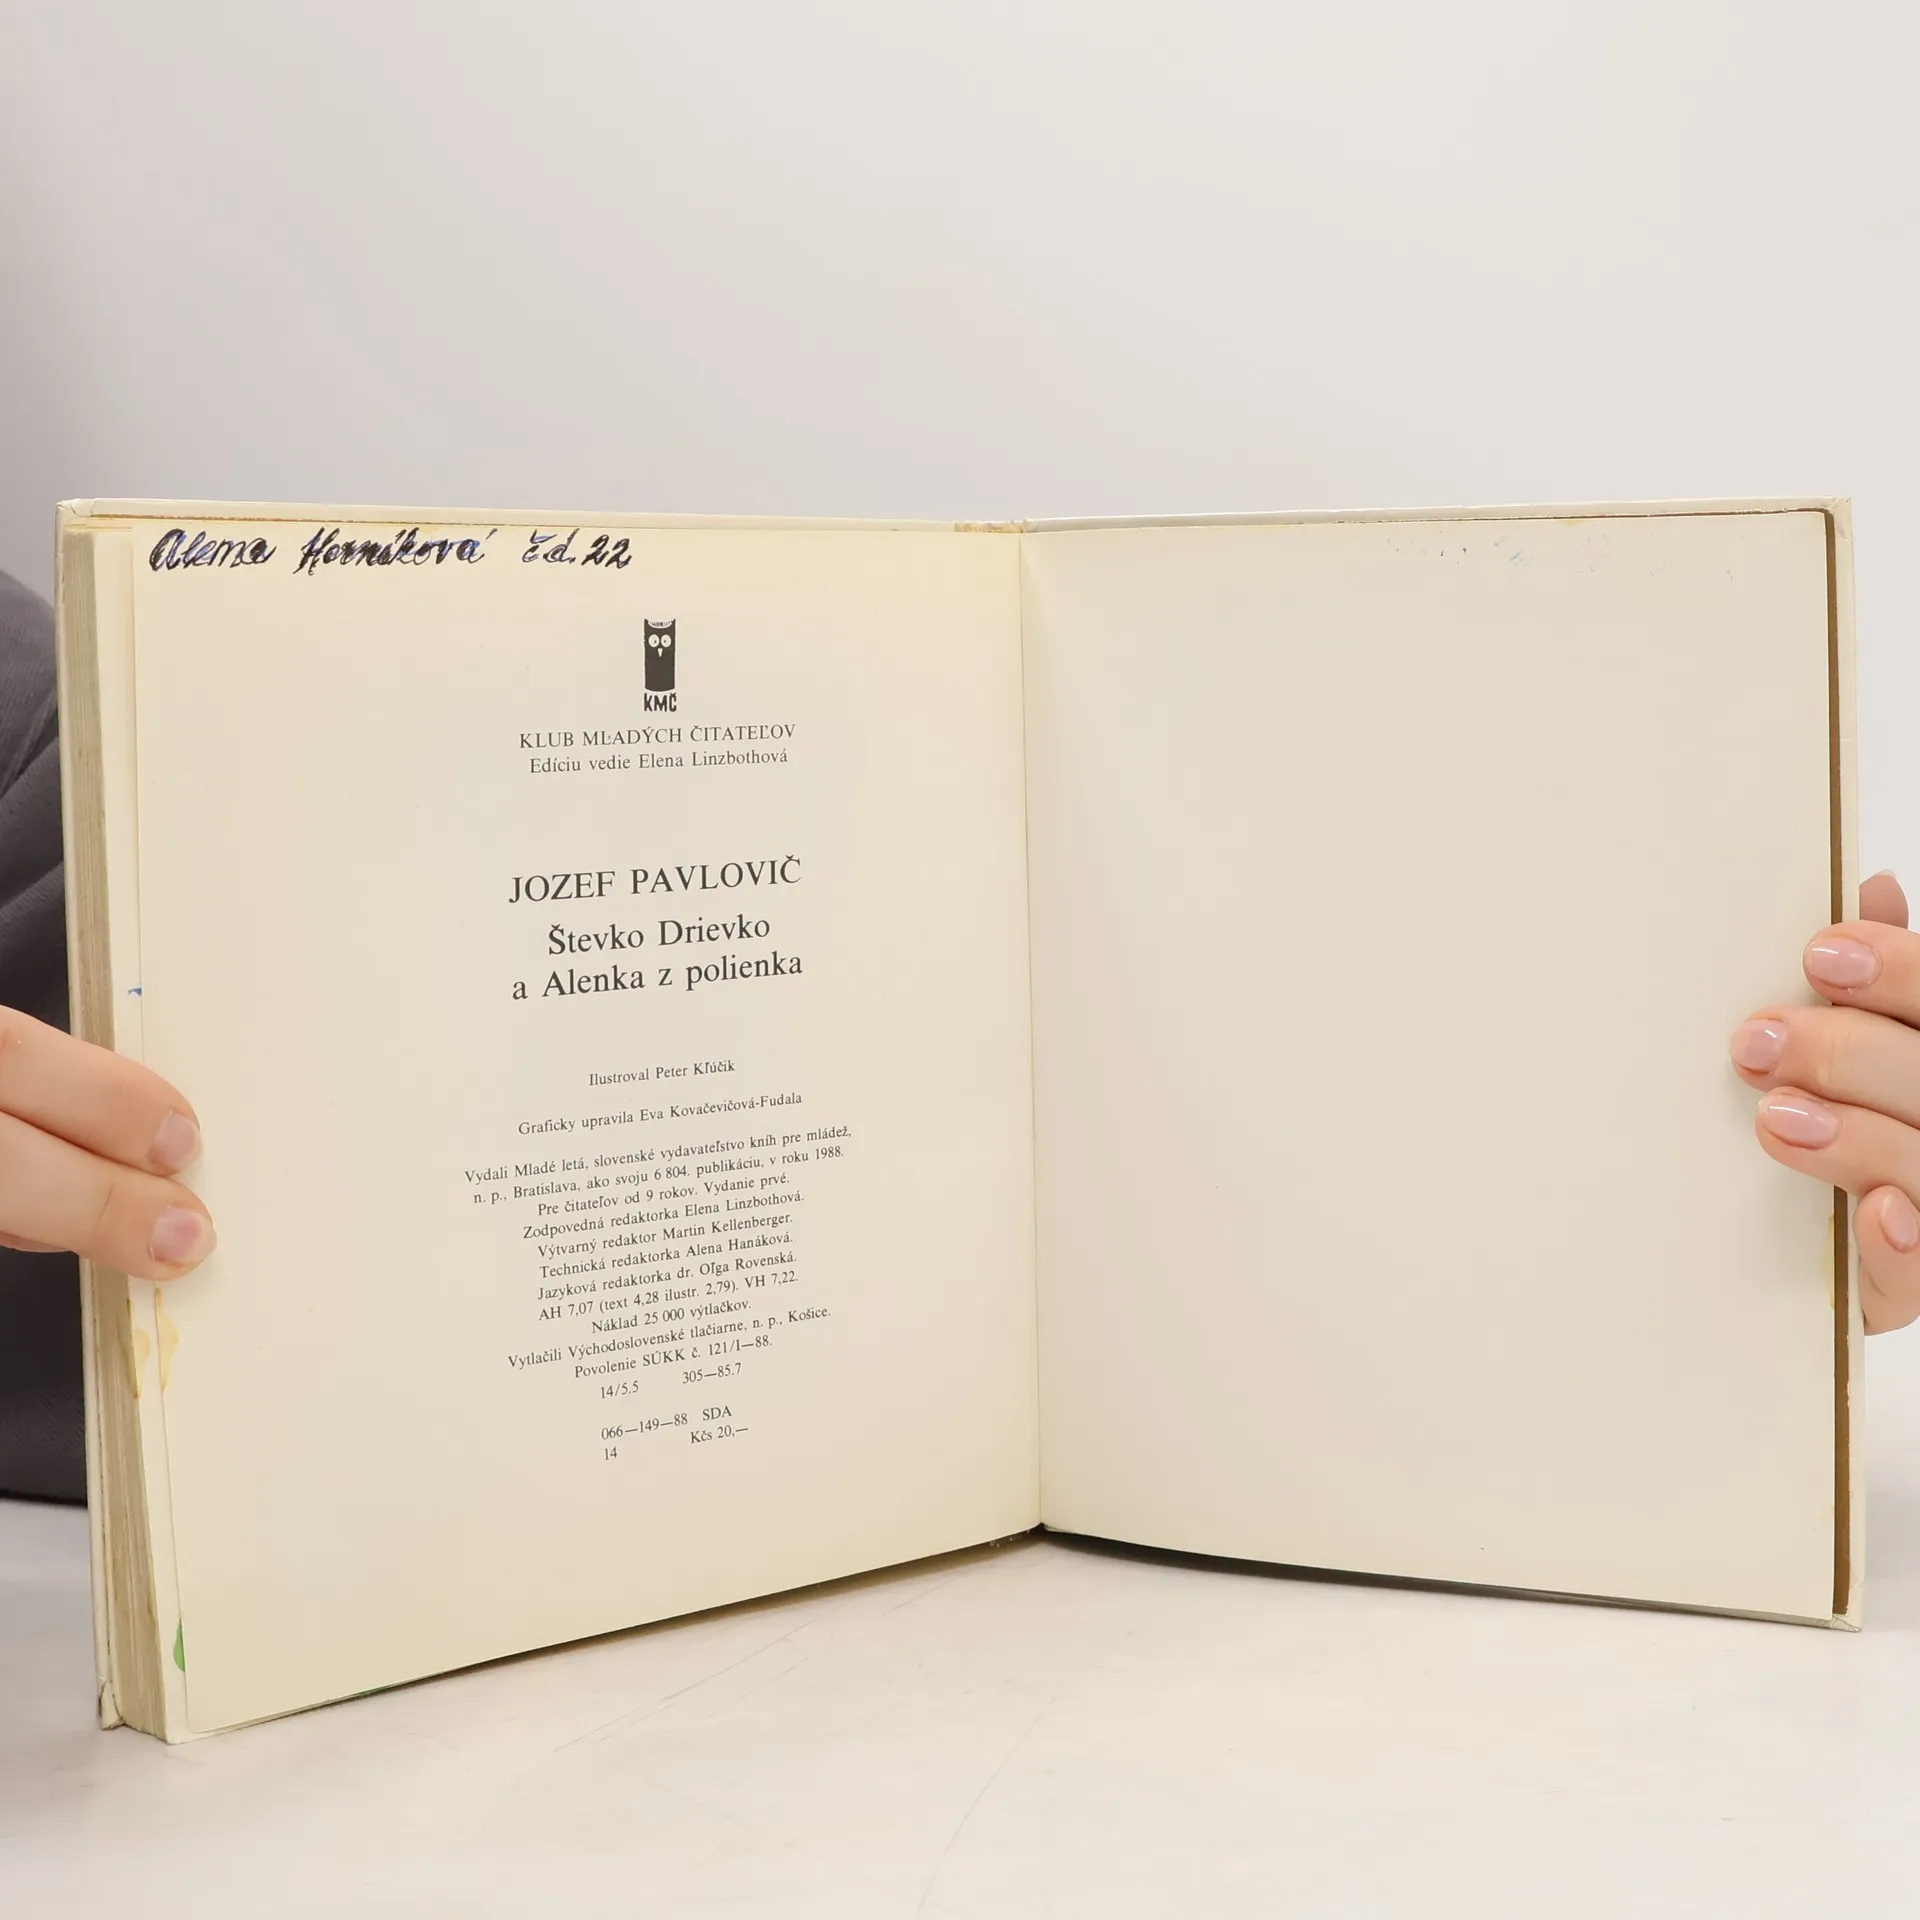 Alena Horníková čd. 22
KMČ
KLUB MLADÝCH ČITATEĽOV
Edíciu vedie Elena Linzbothová
JOZEF PAVLOVIČ
Števko Drievko
a Alenka z polienka
Ilustroval Peter Kľúčik
Graficky upravila Eva Kovačevičová-Fudala
Vydali Mladé letá, slovenské vydavateľstvo kníh pre mládež,
n. p., Bratislava, ako svoju 6 804. publikáciu, v roku 1988.
Pre čitateľov od 9 rokov. Vydanie prvé.
Zodpovedná redaktorka Elena Linzbothová.
Výtvarný redaktor Martin Kellenberger.
Technická redaktorka Alena Hanáková.
Jazyková redaktorka dr. Oľga Rovenská.
AH 7,07 (text 4,28 ilustr. 2,79). VH 7,22.
Náklad 25 000 výtlačkov.
Vytlačili Východoslovenské tlačiarne, n. p., Košice.
Povolenie SÚKK č. 121/I—88.
14/5.5 305—85.7
066—149—88 SDA
14 Kčs 20,—